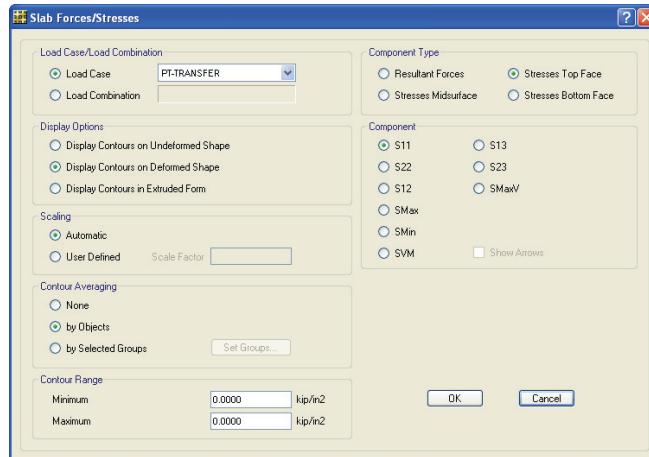 Slab Forces/Stresses
Load Case/Load Combination
Load Case PT-TRANSFER
Load Combination
Display Options
Display Contours on Undeformed Shape
Display Contours on Deformed Shape
Display Contours in Extruded Form
Scaling
Automatic
User Defined Scale Factor
Contour Averaging
None
by Objects
by Selected Groups Set Groups...
Contour Range
Minimum 0.0000 kip/in2
Maximum 0.0000 kip/in2
Component Type
Resultant Forces Stresses Top Face
Stresses Midsurface Stresses Bottom Face
Component
S11 S13
S22 S23
S12 SMaxV
SMax
SMin
SVM Show Arrows
OK Cancel